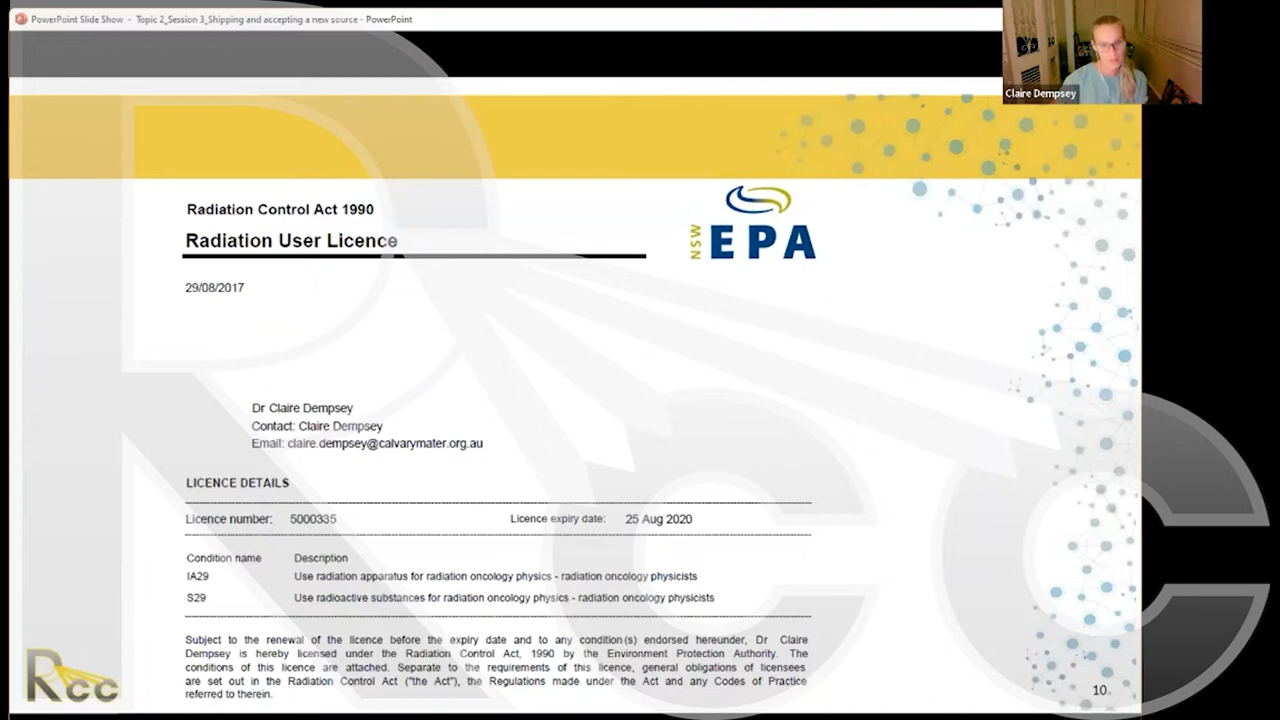 PowerPoint Slide Show - Topic 2_Session 3_Shipping and accepting a new source - PowerPoint
Claire Dempsey
Radiation Control Act 1990
Radiation User Licence
NSW EPA
29/08/2017
Dr Claire Dempsey
Contact: Claire Dempsey
Email: claire.dempsey@calvarymater.org.au
LICENCE DETAILS
Licence number: 5000335 Licence expiry date: 25 Aug 2020
Condition name Description
IA29 Use radiation apparatus for radiation oncology physics - radiation oncology physicists
S29 Use radioactive substances for radiation oncology physics - radiation oncology physicists
Subject to the renewal of the licence before the expiry date and to any condition(s) endorsed hereunder, Dr Claire
Dempsey is hereby licensed under the Radiation Control Act, 1990 by the Environment Protection Authority. The
conditions of this licence are attached. Separate to the requirements of this licence, general obligations of licensees
are set out in the Radiation Control Act ("the Act"), the Regulations made under the Act and any Codes of Practice
referred to therein.
Rcc
10
Rcc